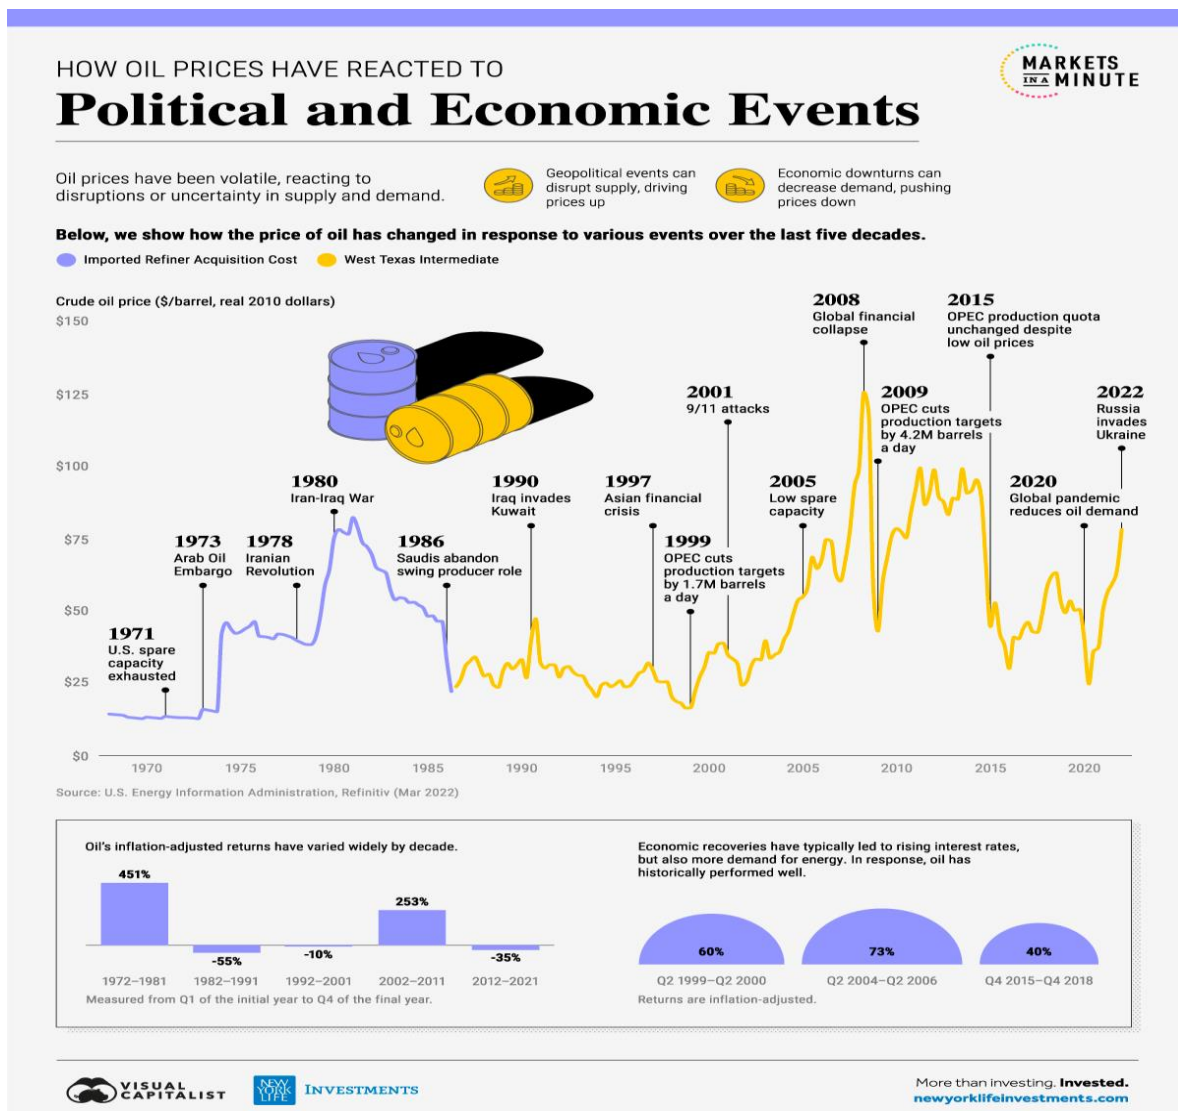 HOW OIL PRICES HAVE REACTED TO
Political and Economic Events
MARKETS
IN A MINUTE
Oil prices have been volatile, reacting to
disruptions or uncertainty in supply and demand.
Geopolitical events can
disrupt supply, driving
prices up
Economic downturns can
decrease demand, pushing
prices down
Below, we show how the price of oil has changed in response to various events over the last five decades.
Imported Refiner Acquisition Cost
West Texas Intermediate
Crude oil price ($/barrel, real 2010 dollars)
$150
$125
$100
$75
$50
$25
$0
1971
U.S. spare
capacity
exhausted
1973
Arab Oil
Embargo
1978
Iranian
Revolution
1980
Iran-Iraq War
1986
Saudis abandon
swing producer role
1990
Iraq invades
Kuwait
1997
Asian financial
crisis
1999
OPEC cuts
production targets
by 1.7M barrels
a day
2001
9/11 attacks
2005
Low spare
capacity
2008
Global financial
collapse
2009
OPEC cuts
production targets
by 4.2M barrels
a day
2015
OPEC production quota
unchanged despite
low oil prices
2020
Global pandemic
reduces oil demand
2022
Russia
invades
Ukraine
1970 1975 1980 1985 1990 1995 2000 2005 2010 2015 2020
Source: U.S. Energy Information Administration, Refinitiv (Mar 2022)
Oil's inflation-adjusted returns have varied widely by decade.
451%
-55%
-10%
253%
-35%
1972–1981 1982–1991 1992–2001 2002–2011 2012–2021
Measured from Q1 of the initial year to Q4 of the final year.
Economic recoveries have typically led to rising interest rates,
but also more demand for energy. In response, oil has
historically performed well.
60% 73% 40%
Q2 1999–Q2 2000 Q2 2004–Q2 2006 Q4 2015–Q4 2018
Returns are inflation-adjusted.
VISUAL
CAPITALIST
NEW
YORK
LIFE
INVESTMENTS
More than investing. Invested.
newyorklifeinvestments.com